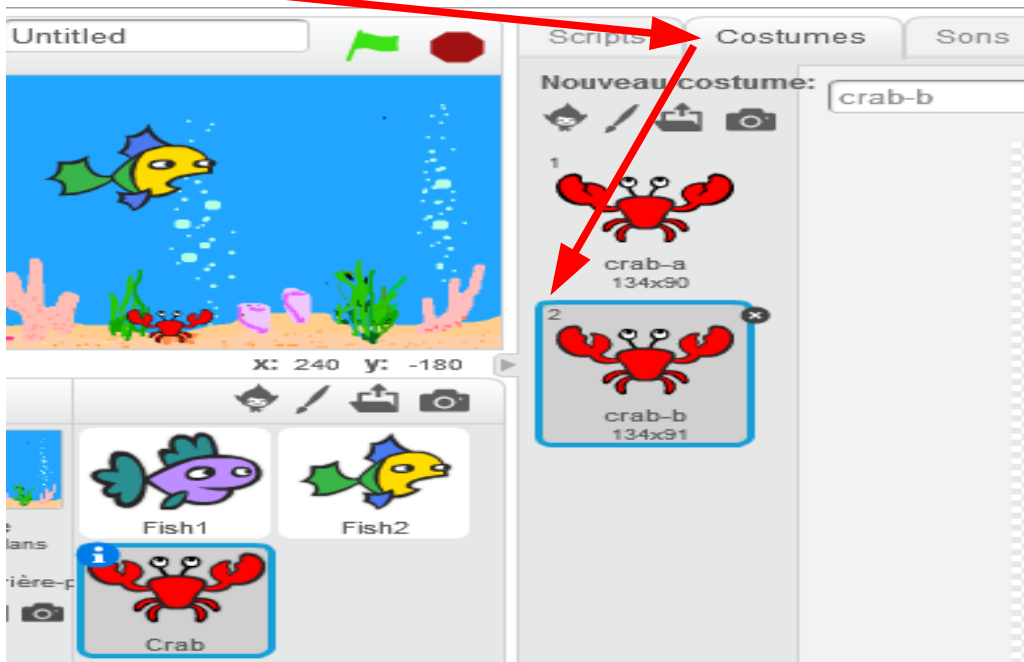 Untitled
Scripts
Costumes
Sons
Nouveau costume:
crab-b
1
crab-a
134x90
2
crab-b
134x91
x: 240 y: -180
Fish1
Fish2
Crab